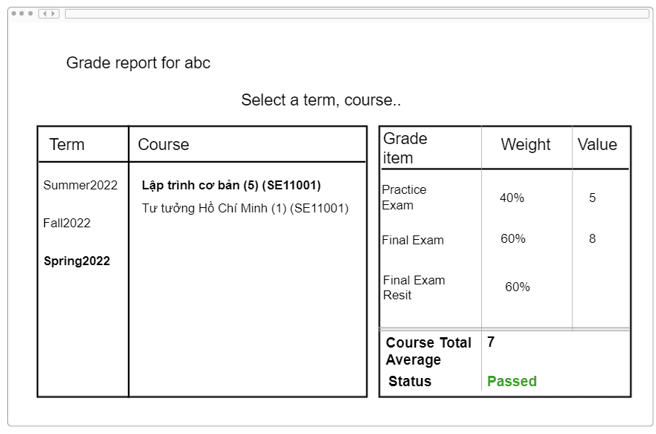 Grade report for abc
Select a term, course..
Term
Course
Summer2022
Fall2022
Spring2022
Lập trình cơ bản (5) (SE11001)
Tư tưởng Hồ Chí Minh (1) (SE11001)
Grade
item
Weight
Value
Practice
Exam
40%
5
Final Exam
60%
8
Final Exam
Resit
60%
Course Total
Average
7
Status
Passed